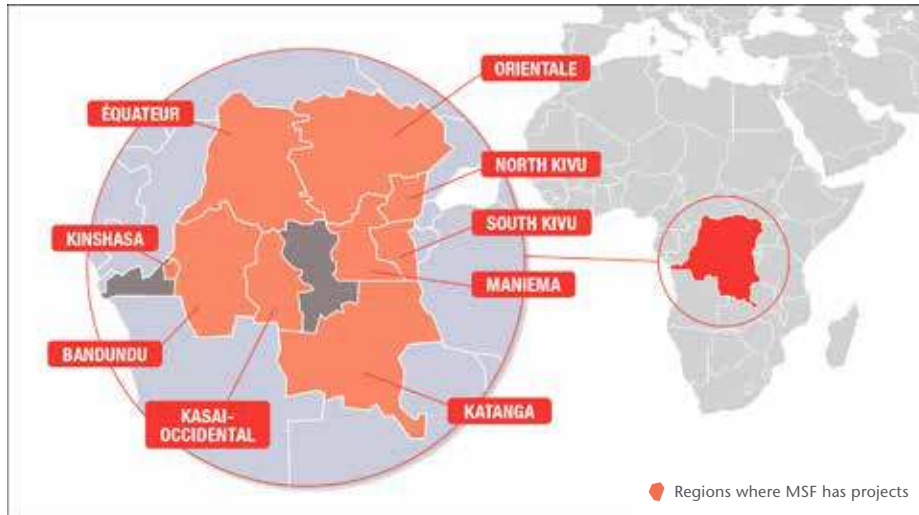 ORIENTALE
ÉQUATEUR
NORTH KIVU
SOUTH KIVU
KINSHASA
MANIEMA
BANDUNDU
KASAI-
OCCIDENTAL
KATANGA
Regions where MSF has projects